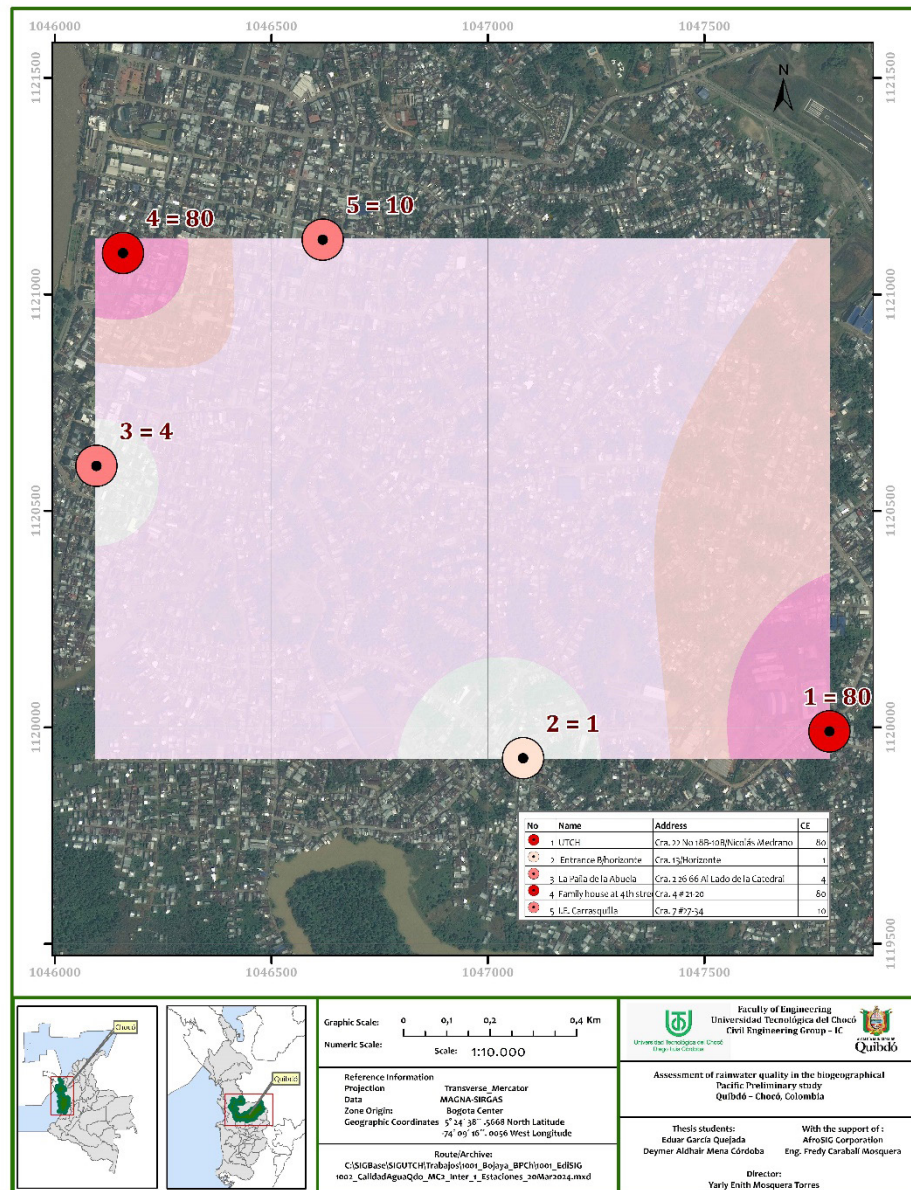 1046000 1046500 1047000 1047500
1121500 1121500
N
4 = 80
5 = 10
1121000 1121000
3 = 4
1120500 1120500
1 = 80
1120000 1120000
2 = 1
No Name Address CE
1 UTCH Cra. 22 No 18B-10B/Nicolás Medrano 80
2 Entrance B/horizonte Cra. 13/Horizonte 1
3 La Paila de la Abuela Cra. 2 26 66 Al Lado de la Catedral 4
4 Family house at 4th stre Cra. 4 # 21-20 80
5 I.E. Carrasquilla Cra. 7 #27-34 10
1119500
1046000 1046500 1047000 1047500
Chocó
Quibdó
Graphic Scale: 0 0,1 0,2 0,4 Km
Numeric Scale: Scale: 1:10.000
Reference Information
Projection Transverse_Mercator
Data MAGNA-SIRGAS
Zone Origin: Bogota Center
Geographic Coordinates 5° 24' 38'' .5668 North Latitude
-74° 09' 16''. 0056 West Longitude
Route/Archive:
C:\SIGBase\SIGUTCH\Trabajos\1001_Bojaya_BPCh\1001_EdiSIG
1002_CalidadAguaQdo_MC2_Inter_1_Estaciones_20Mar2024.mxd
Universidad Tecnológica del Chocó
Diego Luis Córdoba
Faculty of Engineering
Universidad Tecnológica del Chocó
Civil Engineering Group – IC
Quibdó
Assessment of rainwater quality in the biogeographical
Pacific Preliminary study
Quibdó – Chocó, Colombia
Thesis students:
Eduar García Quejada
Deymer Aldhair Mena Córdoba
With the support of :
AfroSIG Corporation
Eng. Fredy Carabalí Mosquera
Director:
Yarly Enith Mosquera Torres